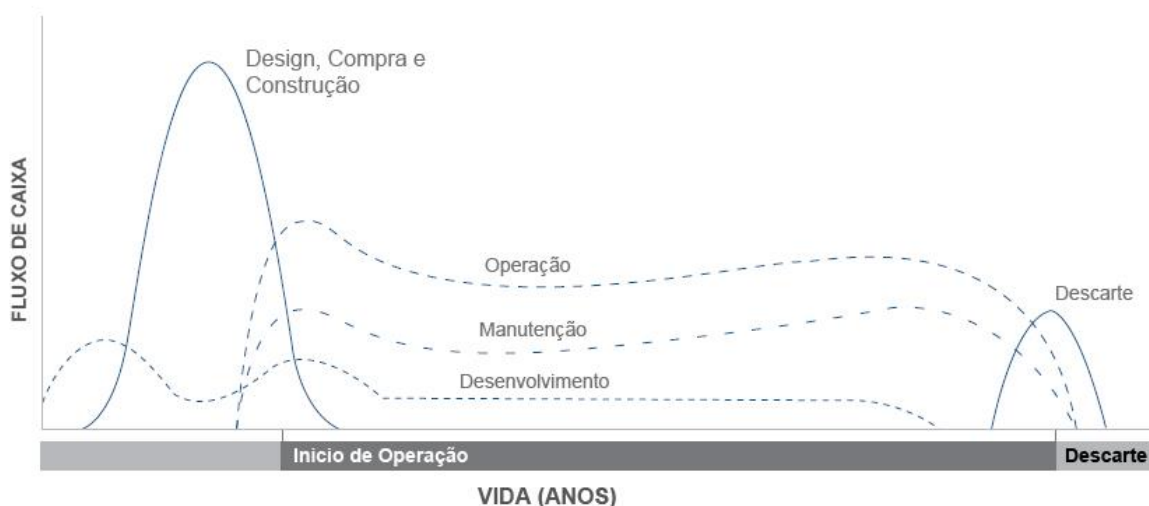 Design, Compra e
Construção
FLUXO DE CAIXA
Operação
Descarte
Manutenção
Desenvolvimento
Inicio de Operação
Descarte
VIDA (ANOS)